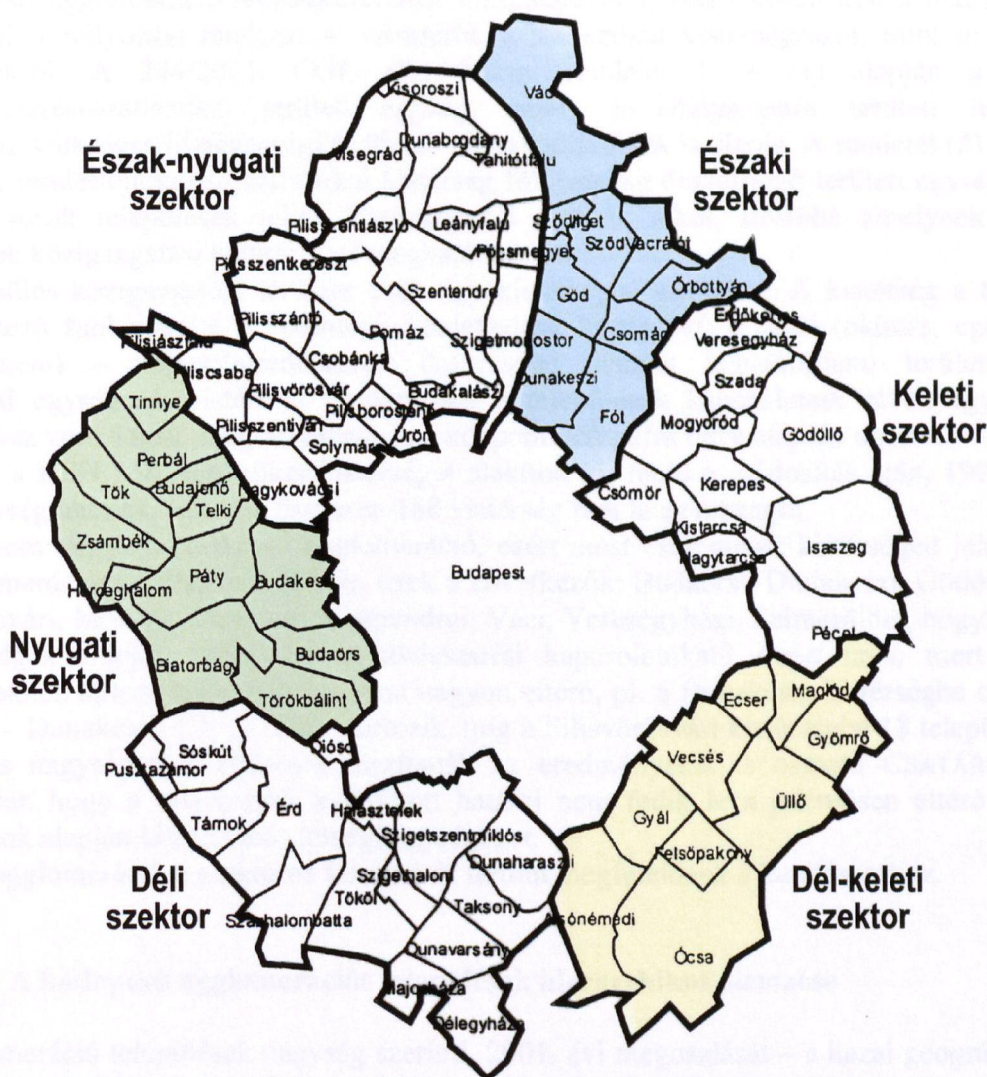 Kisoroszi
Vác
Dunabogdány
Visegrád
Tahitótfalu
Észak-nyugati
szektor
Északi
szektor
Pilisszentlászló
Leányfalu
Sződliget
Pócsmegyer
Sződ
Vácrátót
Pilisszentkereszt
Szentendre
Göd
Őrbottyán
Pilisszántó
Pomáz
Szigetmonostor
Csomád
Erdőkertes
Veresegyház
Pilisjászfalu
Csobánka
Piliscsaba
Dunakeszi
Szada
Keleti
szektor
Tinnye
Pilisvörösvár
Budakalász
Pilisborosjenő
Fót
Mogyoród
Gödöllő
Pilisszentiván
Üröm
Solymár
Perbál
Budajenő
Nagykovácsi
Tök
Telki
Csömör
Kerepes
Zsámbék
Kistarcsa
Isaszeg
Nagytarcsa
Páty
Budakeszi
Budapest
Herceghalom
Nyugati
szektor
Pécel
Budaörs
Biatorbágy
Ecser
Maglód
Törökbálint
Gyömrő
Diósd
Sóskút
Vecsés
Pusztazámor
Érd
Halásztelek
Üllő
Tárnok
Szigetszentmiklós
Gyál
Dunaharaszti
Felsőpakony
Déli
szektor
Szigethalom
Tököl
Taksony
Dél-keleti
szektor
Százhalombatta
Alsónémedi
Dunavarsány
Ócsa
Majosháza
Délegyháza